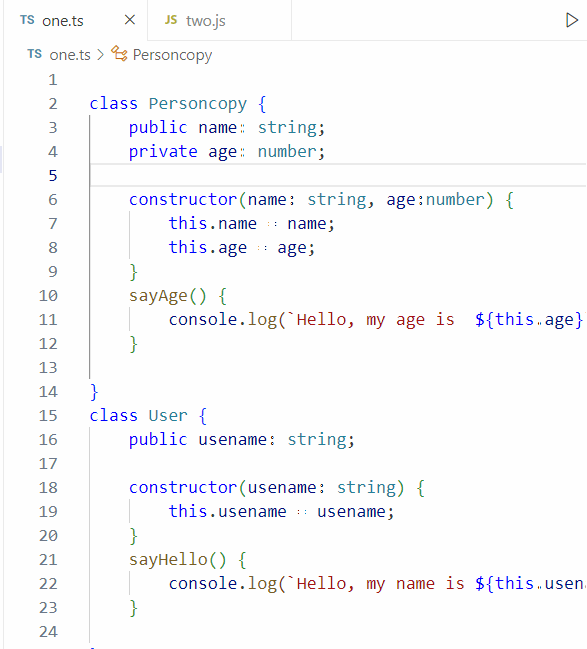 TS one.ts × JS two.js
TS one.ts > Personcopy
1
2 class Personcopy {
3 public name: string;
4 private age: number;
5
6 constructor(name: string, age:number) {
7 this.name = name;
8 this.age = age;
9 }
10 sayAge() {
11 console.log(`Hello, my age is  ${this.age}
12 }
13
14 }
15 class User {
16 public usename: string;
17
18 constructor(usename: string) {
19 this.usename = usename;
20 }
21 sayHello() {
22 console.log(`Hello, my name is ${this.usena
23 }
24